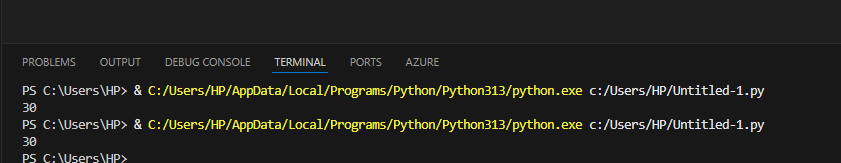 PROBLEMS OUTPUT DEBUG CONSOLE TERMINAL PORTS AZURE
PS C:\Users\HP> & C:/Users/HP/AppData/Local/Programs/Python/Python313/python.exe c:/Users/HP/Untitled-1.py
30
PS C:\Users\HP> & C:/Users/HP/AppData/Local/Programs/Python/Python313/python.exe c:/Users/HP/Untitled-1.py
30
PS C:\Users\HP>